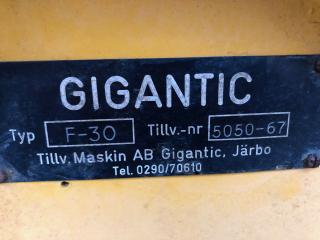 GIGANTIC
Typ F-30 Tillv.-nr 5050-67
Tillv. Maskin AB Gigantic, Järbo
Tel. 0290/70610